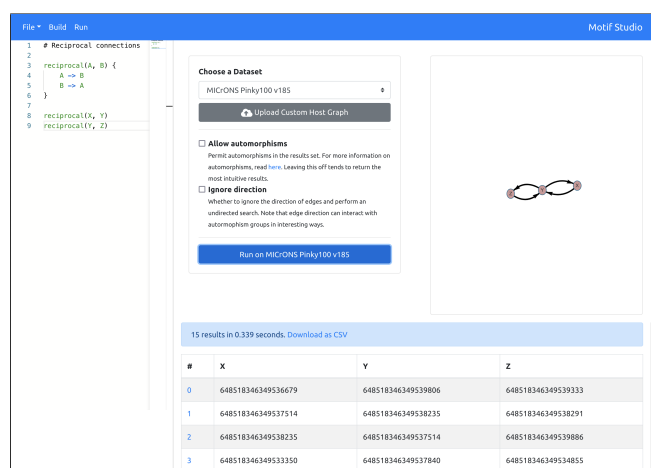 File Build Run Motif Studio
1 # Reciprocal connections
2
3 reciprocal(A, B) {
4 A -> B
5 B -> A
6 }
7
8 reciprocal(X, Y)
9 reciprocal(Y, Z)
Choose a Dataset
MICrONS Pinky100 v185
Upload Custom Host Graph
Allow automorphisms
Permit automorphisms in the results set. For more information on
automorphisms, read here. Leaving this off tends to return the
most intuitive results.
Ignore direction
Whether to ignore the direction of edges and perform an
undirected search. Note that edge direction can interact with
automorphism groups in interesting ways.
Run on MICrONS Pinky100 v185
Z Y X
15 results in 0.339 seconds. Download as CSV
# X Y Z
0 648518346349536679 648518346349539806 648518346349539333
1 648518346349537514 648518346349538235 648518346349538291
2 648518346349538235 648518346349537514 648518346349539886
3 648518346349533350 648518346349537840 648518346349534855